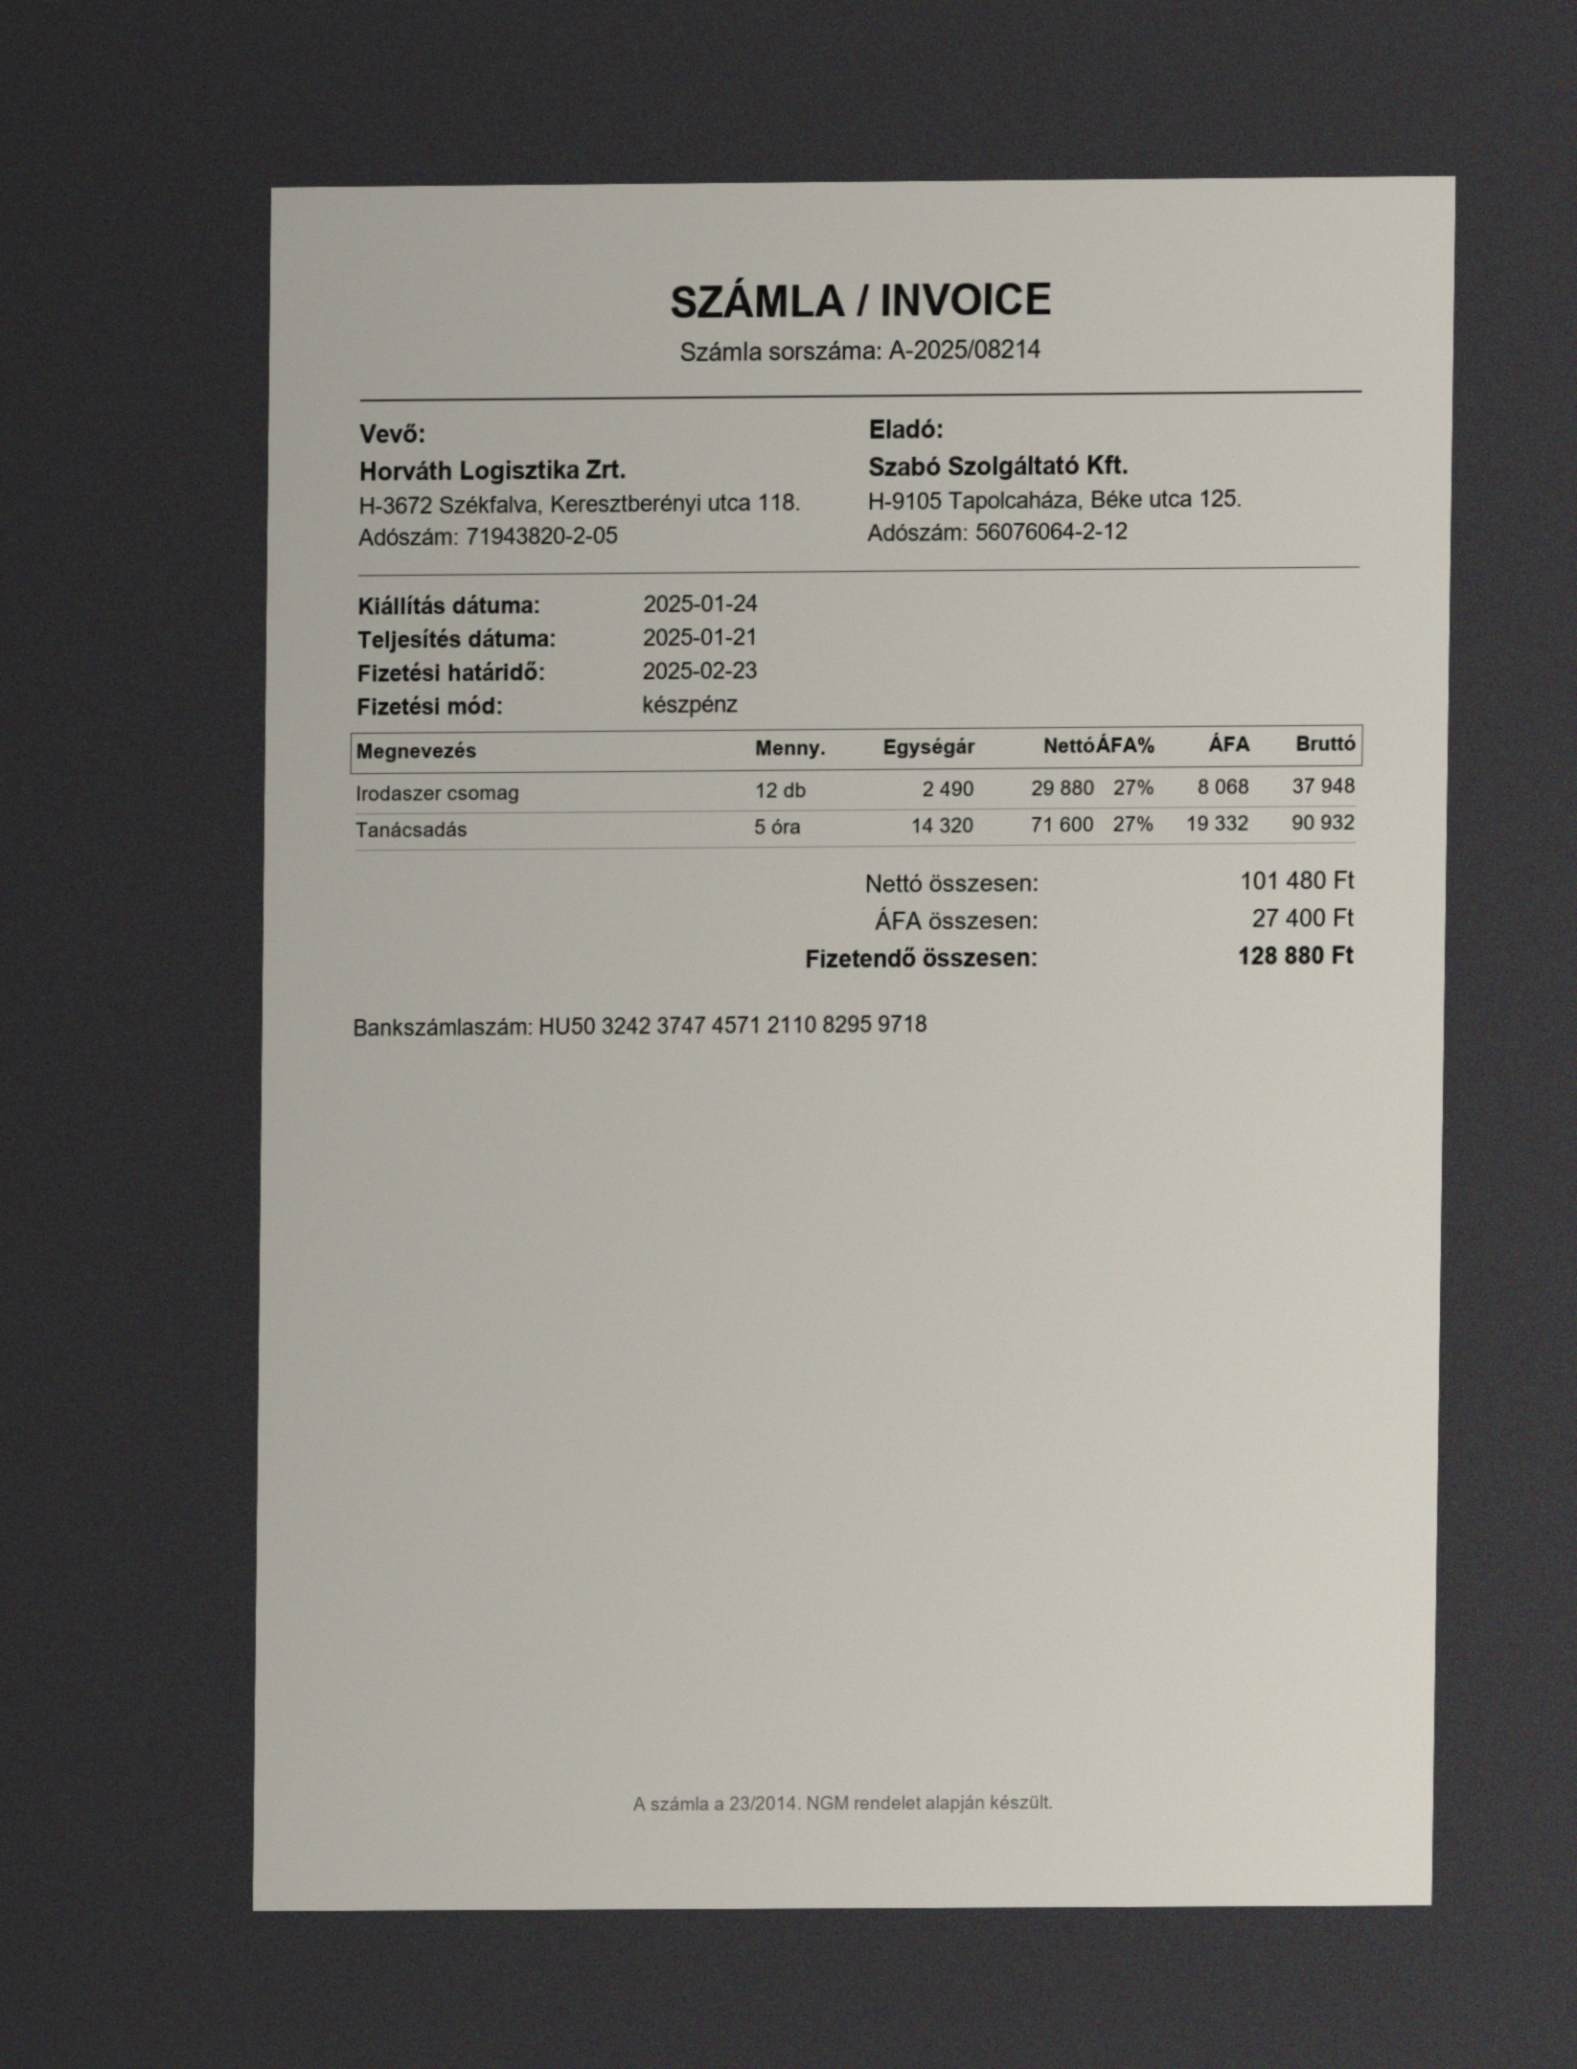 SZÁMLA / INVOICE
Számla sorszáma: A-2025/08214
Vevő:
Horváth Logisztika Zrt.
H-3672 Székfalva, Keresztberényi utca 118.
Adószám: 71943820-2-05
Eladó:
Szabó Szolgáltató Kft.
H-9105 Tapolcaháza, Béke utca 125.
Adószám: 56076064-2-12
Kiállítás dátuma: 2025-01-24
Teljesítés dátuma: 2025-01-21
Fizetési határidő: 2025-02-23
Fizetési mód: készpénz
Megnevezés Menny. Egységár Nettó ÁFA% ÁFA Bruttó
Irodaszer csomag 12 db 2 490 29 880 27% 8 068 37 948
Tanácsadás 5 óra 14 320 71 600 27% 19 332 90 932
Nettó összesen: 101 480 Ft
ÁFA összesen: 27 400 Ft
Fizetendő összesen: 128 880 Ft
Bankszámlaszám: HU50 3242 3747 4571 2110 8295 9718
A számla a 23/2014. NGM rendelet alapján készült.